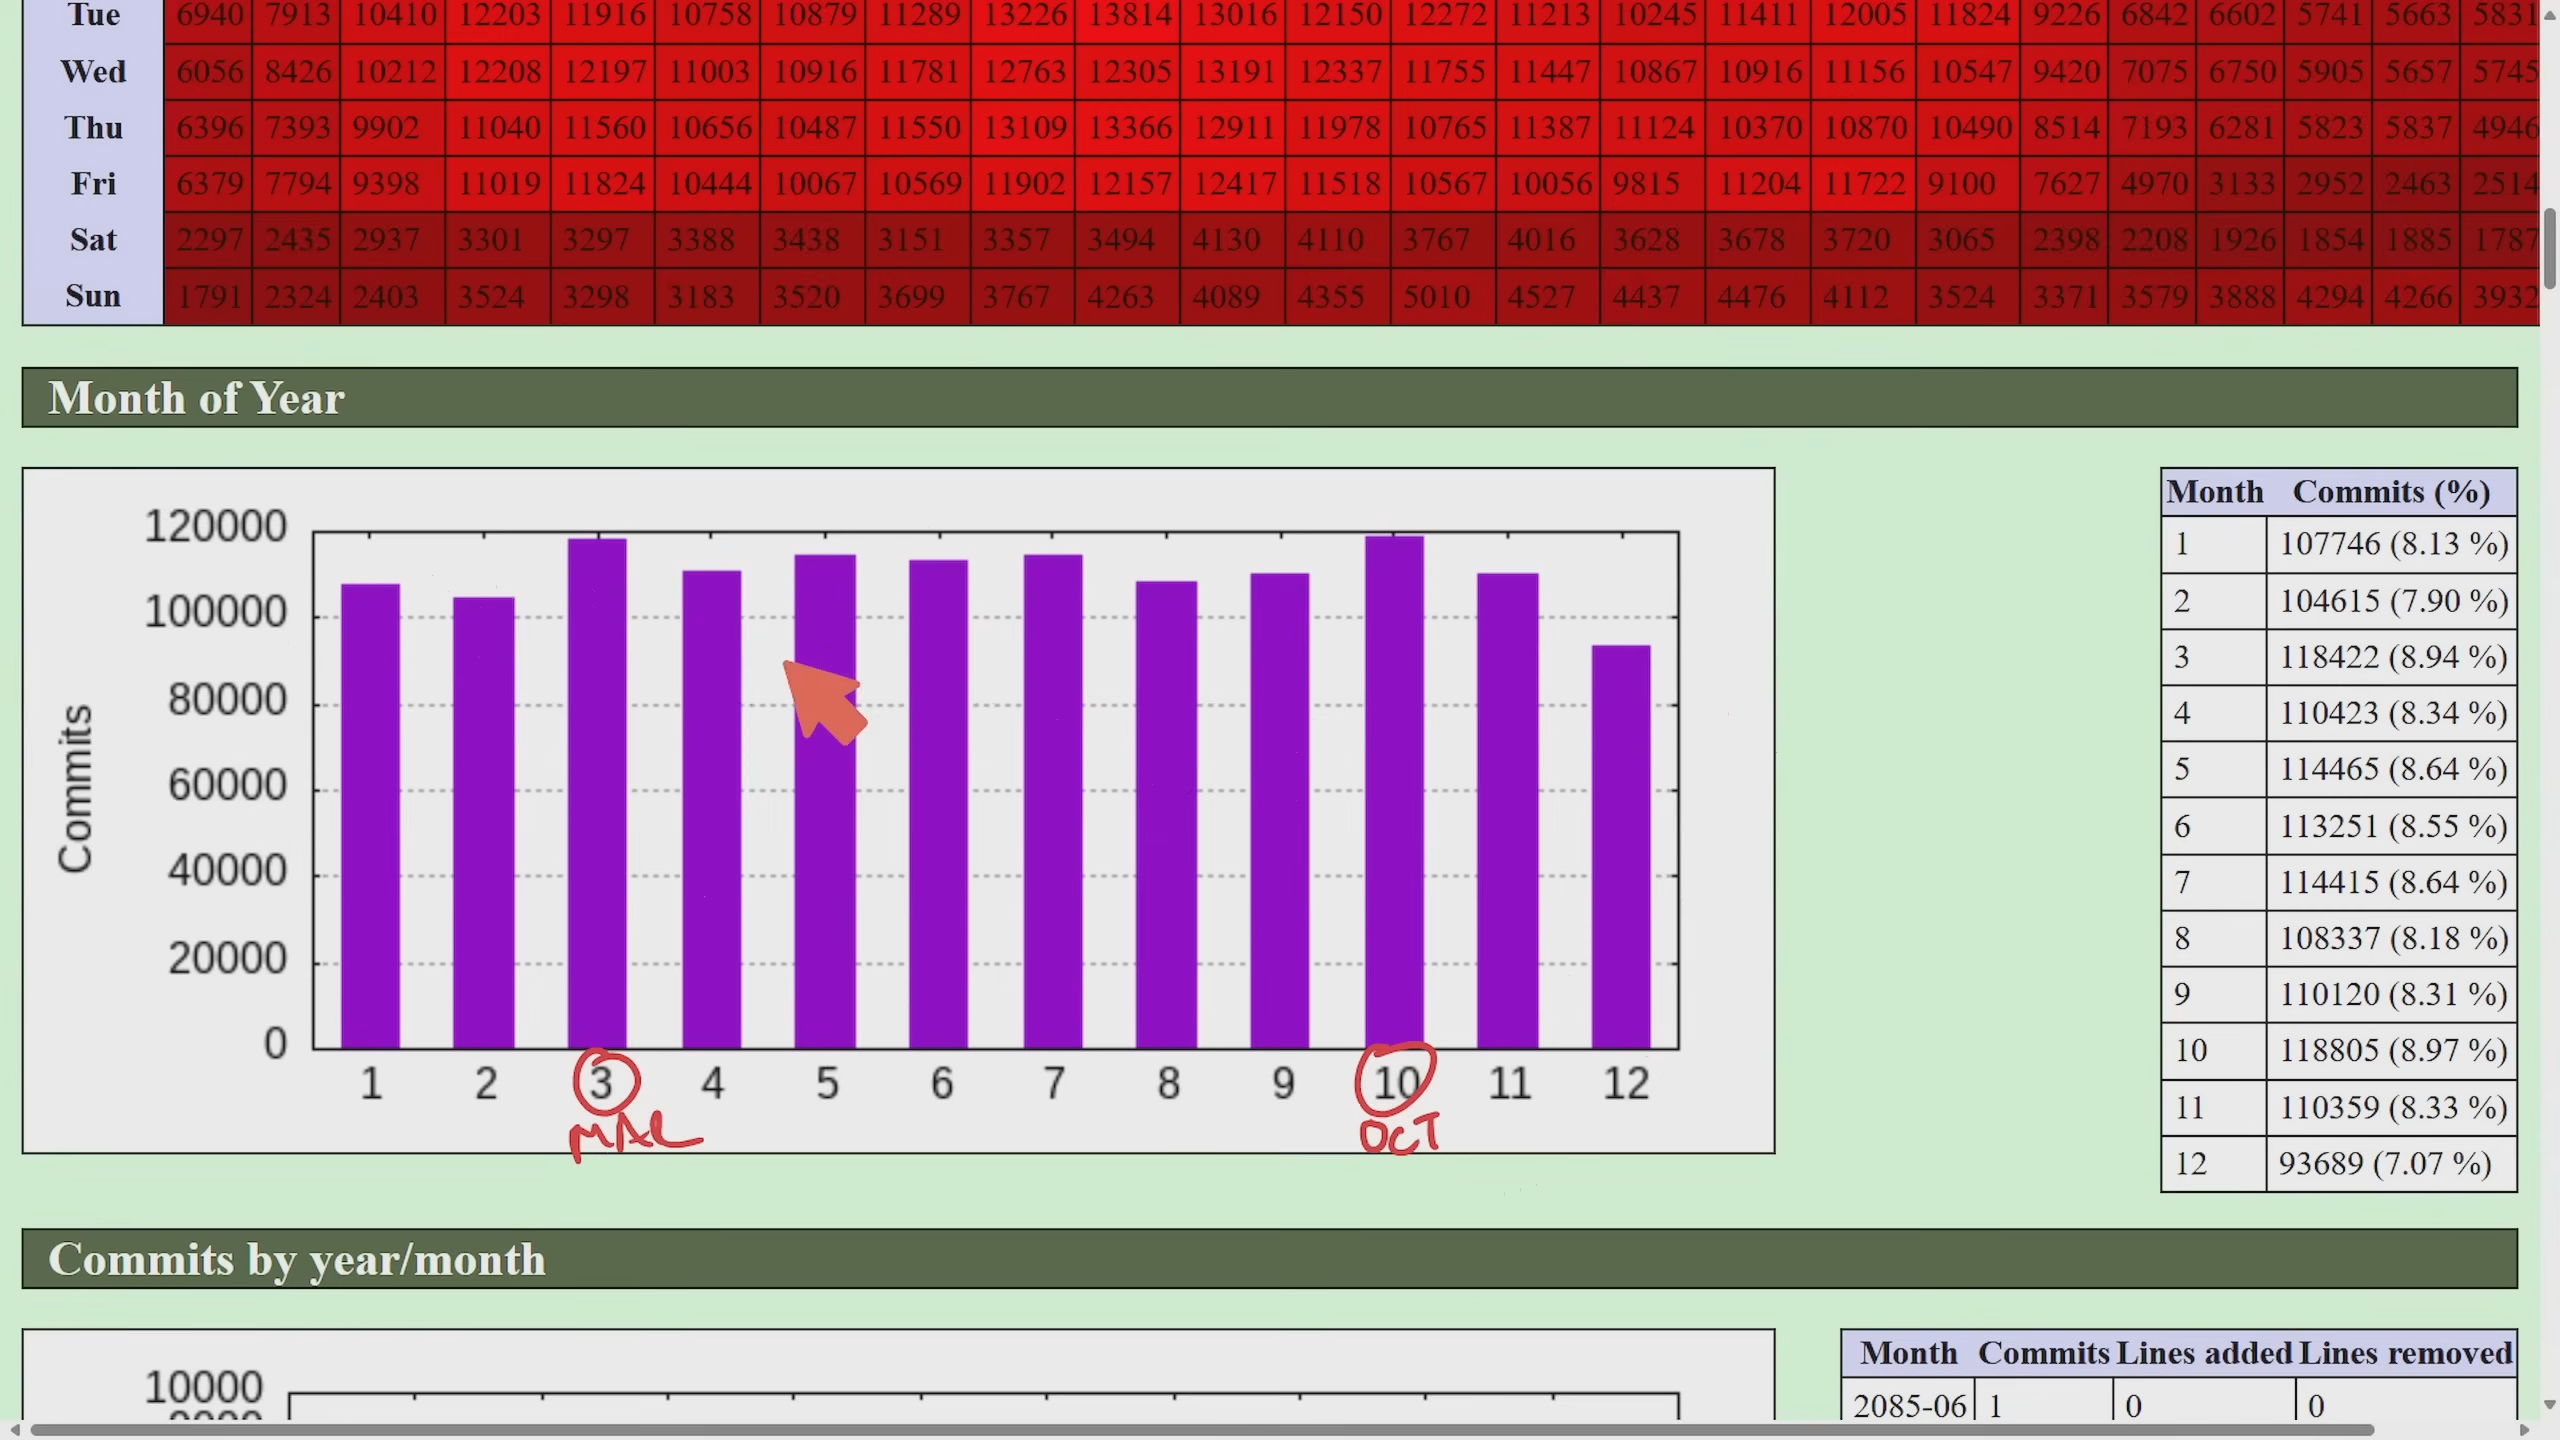 Tue 6940 7913 10410 12203 11916 10758 10879 11289 13226 13814 13016 12150 12272 11213 10245 11411 12005 11824 9226 6842 6602 5741 5663 5831
Wed 6056 8426 10212 12208 12197 11003 10916 11781 12763 12305 13191 12337 11755 11447 10867 10916 11156 10547 9420 7075 6750 5905 5657 5745
Thu 6396 7393 9902 11040 11560 10656 10487 11550 13109 13366 12911 11978 10765 11387 11124 10370 10870 10490 8514 7193 6281 5823 5837 4946
Fri 6379 7794 9398 11019 11824 10444 10067 10569 11902 12157 12417 11518 10567 10056 9815 11204 11722 9100 7627 4970 3133 2952 2463 2514
Sat 2297 2435 2937 3301 3297 3388 3438 3151 3357 3494 4130 4110 3767 4016 3628 3678 3720 3065 2398 2208 1926 1854 1885 1787
Sun 1791 2324 2403 3524 3298 3183 3520 3699 3767 4263 4089 4355 5010 4527 4437 4476 4112 3524 3371 3579 3888 4294 4266 3932
Month of Year
120000
100000
80000
60000
40000
20000
0
Commits
1 2 3 4 5 6 7 8 9 10 11 12
MAR OCT
Month Commits (%)
1 107746 (8.13 %)
2 104615 (7.90 %)
3 118422 (8.94 %)
4 110423 (8.34 %)
5 114465 (8.64 %)
6 113251 (8.55 %)
7 114415 (8.64 %)
8 108337 (8.18 %)
9 110120 (8.31 %)
10 118805 (8.97 %)
11 110359 (8.33 %)
12 93689 (7.07 %)
Commits by year/month
10000
Month Commits Lines added Lines removed
2085-06 1 0 0